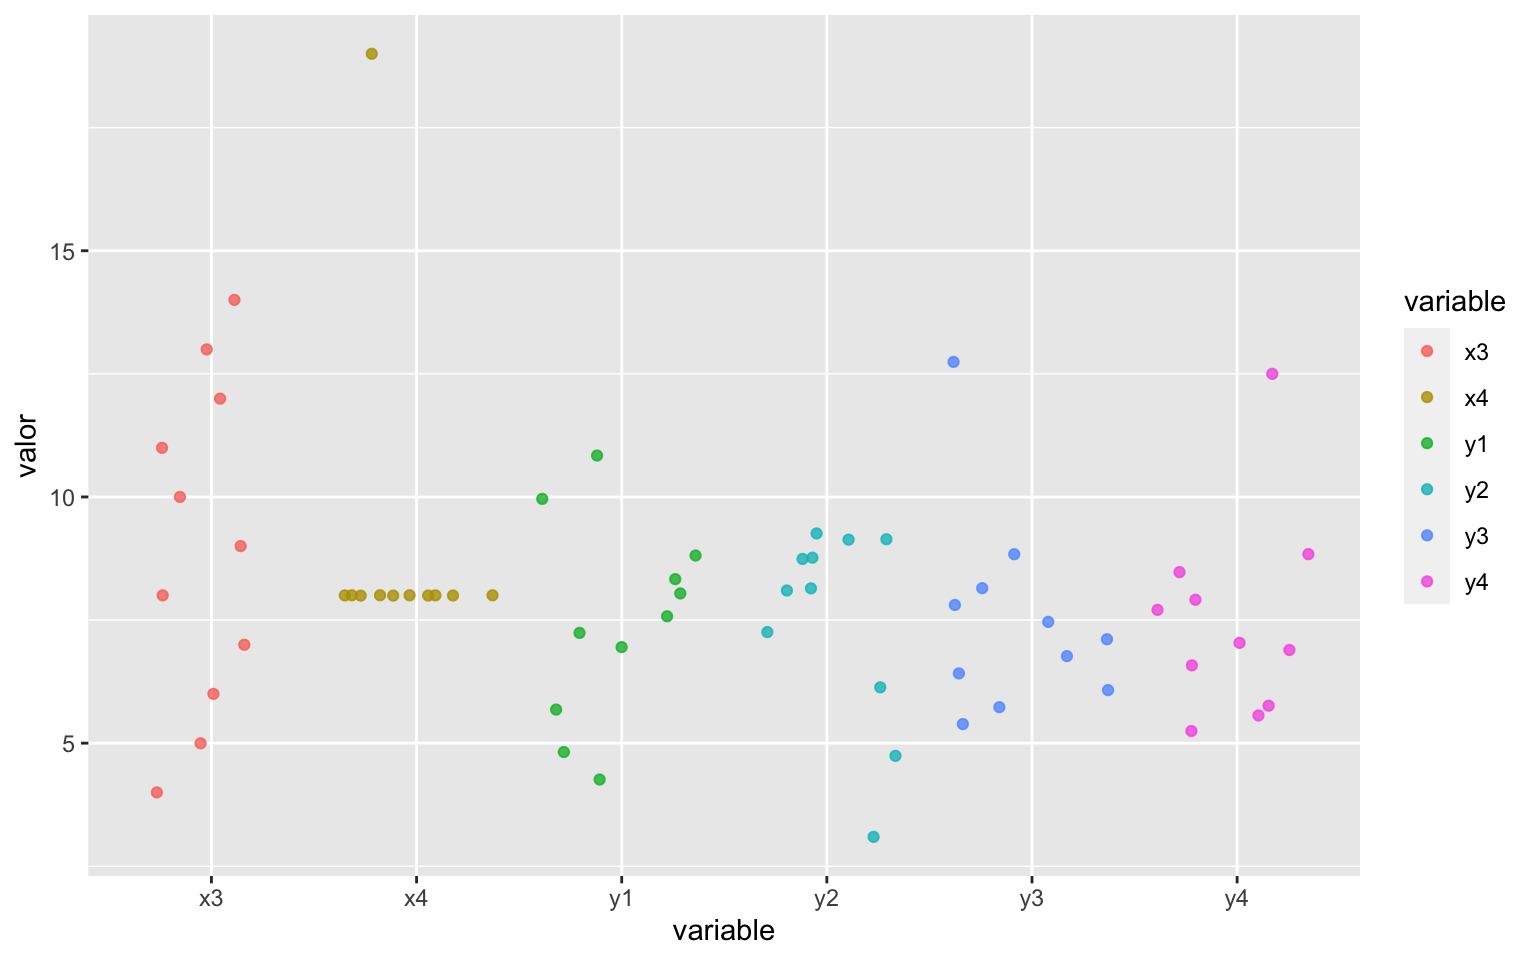 valor
15
10
5
x3 x4 y1 y2 y3 y4
variable
variable
x3
x4
y1
y2
y3
y4